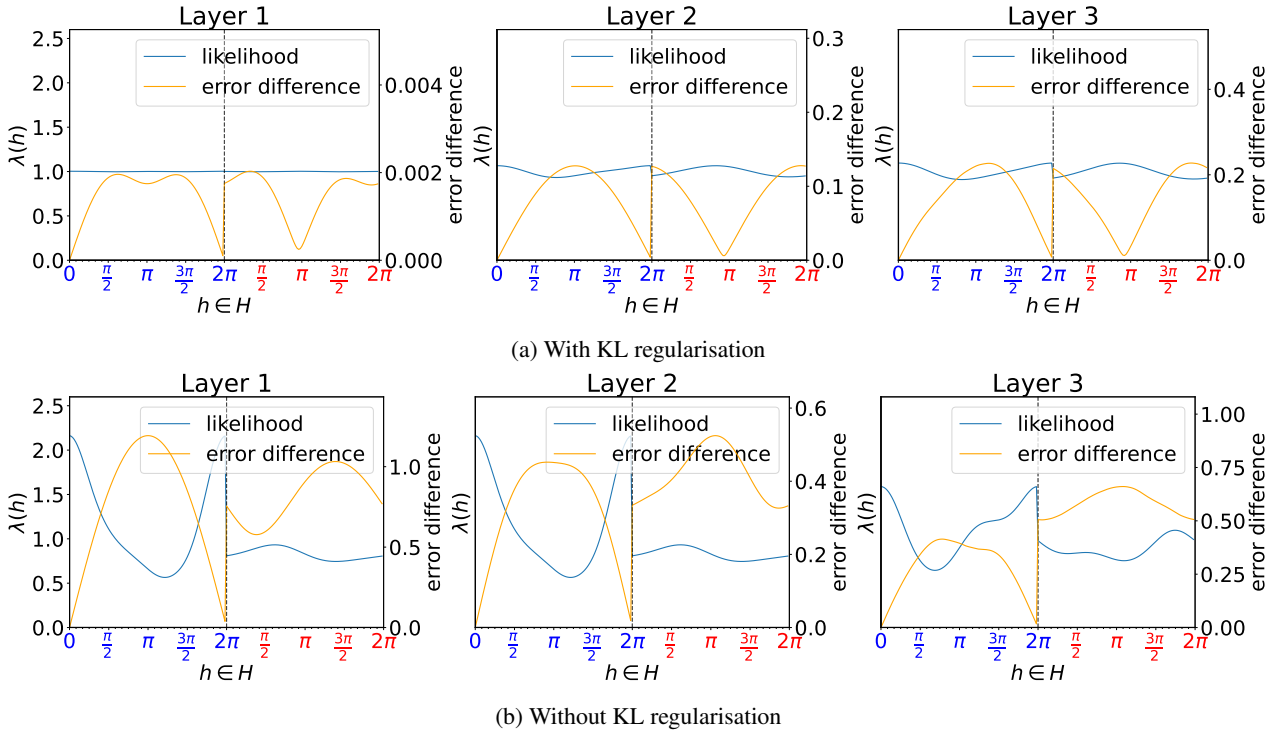 Layer 1
Layer 2
Layer 3
2.5
2.0
1.5
1.0
0.5
0.0
λ(h)
likelihood
error difference
0.004
0.002
0.000
error difference
0 π/2 π 3π/2 2π π/2 π 3π/2 2π
h ∈ H
λ(h)
likelihood
error difference
0.3
0.2
0.1
0.0
error difference
0 π/2 π 3π/2 2π π/2 π 3π/2 2π
h ∈ H
λ(h)
likelihood
error difference
0.4
0.2
0.0
error difference
0 π/2 π 3π/2 2π π/2 π 3π/2 2π
h ∈ H
(a) With KL regularisation
Layer 1
Layer 2
Layer 3
2.5
2.0
1.5
1.0
0.5
0.0
λ(h)
likelihood
error difference
1.0
0.5
0.0
error difference
0 π/2 π 3π/2 2π π/2 π 3π/2 2π
h ∈ H
λ(h)
likelihood
error difference
0.6
0.4
0.2
0.0
error difference
0 π/2 π 3π/2 2π π/2 π 3π/2 2π
h ∈ H
λ(h)
likelihood
error difference
1.00
0.75
0.50
0.25
0.00
error difference
0 π/2 π 3π/2 2π π/2 π 3π/2 2π
h ∈ H
(b) Without KL regularisation